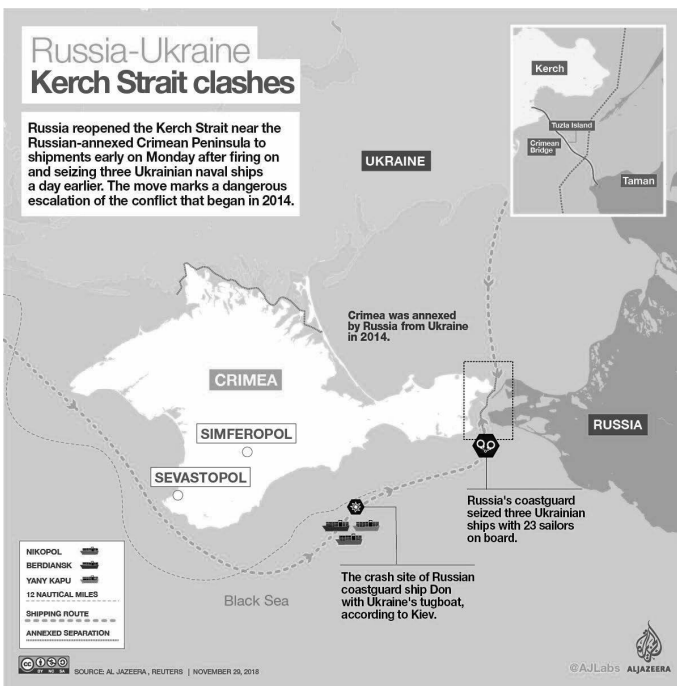 Russia-Ukraine
Kerch Strait clashes
Russia reopened the Kerch Strait near the
Russian-annexed Crimean Peninsula to
shipments early on Monday after firing on
and seizing three Ukrainian naval ships
a day earlier. The move marks a dangerous
escalation of the conflict that began in 2014.
Kerch
Tuzla Island
Crimean
Bridge
Taman
UKRAINE
Crimea was annexed
by Russia from Ukraine
in 2014.
CRIMEA
SIMFEROPOL
SEVASTOPOL
RUSSIA
Russia's coastguard
seized three Ukrainian
ships with 23 sailors
on board.
The crash site of Russian
coastguard ship Don
with Ukraine's tugboat,
according to Kiev.
Black Sea
NIKOPOL
BERDIANSK
YANY KAPU
12 NAUTICAL MILES
SHIPPING ROUTE
ANNEXED SEPARATION
CC BY NC SA
SOURCE: AL JAZEERA, REUTERS | NOVEMBER 29, 2018
@AJLabs
ALJAZEERA